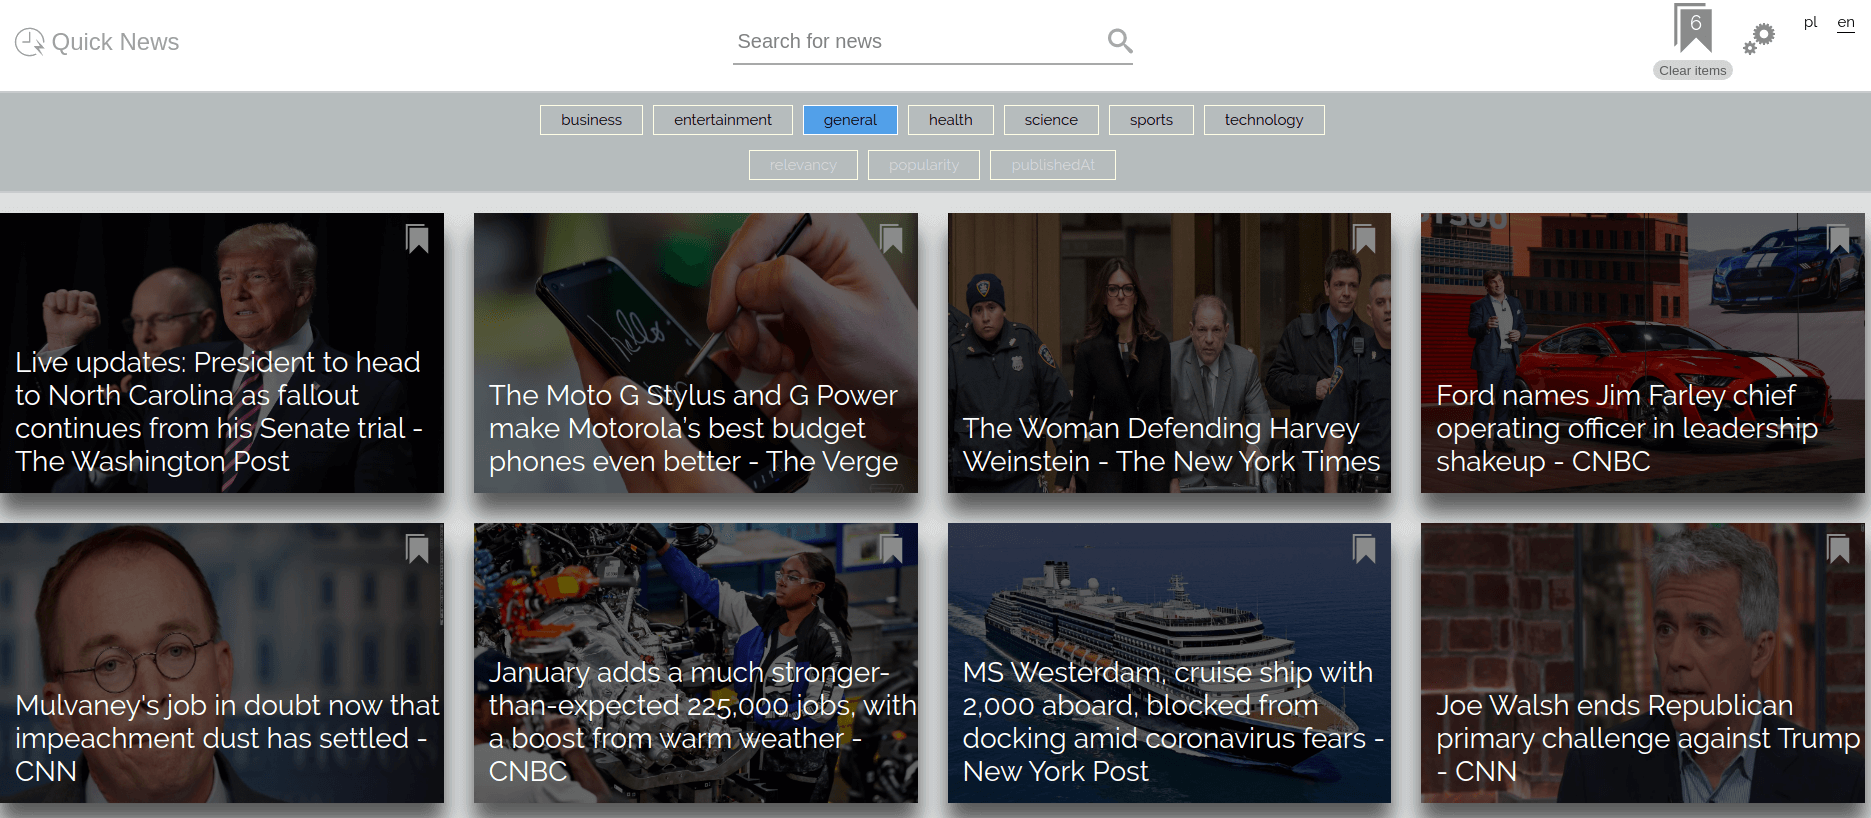 Quick News
Search for news
6
Clear items
pl
en
business
entertainment
general
health
science
sports
technology
relevancy
popularity
publishedAt
Live updates: President to head
to North Carolina as fallout
continues from his Senate trial -
The Washington Post
hello.
The Moto G Stylus and G Power
make Motorola's best budget
phones even better - The Verge
The Woman Defending Harvey
Weinstein - The New York Times
Ford names Jim Farley chief
operating officer in leadership
shakeup - CNBC
Mulvaney's job in doubt now that
impeachment dust has settled -
CNN
January adds a much stronger-
than-expected 225,000 jobs, with
a boost from warm weather -
CNBC
MS Westerdam, cruise ship with
2,000 aboard, blocked from
docking amid coronavirus fears -
New York Post
Joe Walsh ends Republican
primary challenge against Trump
- CNN